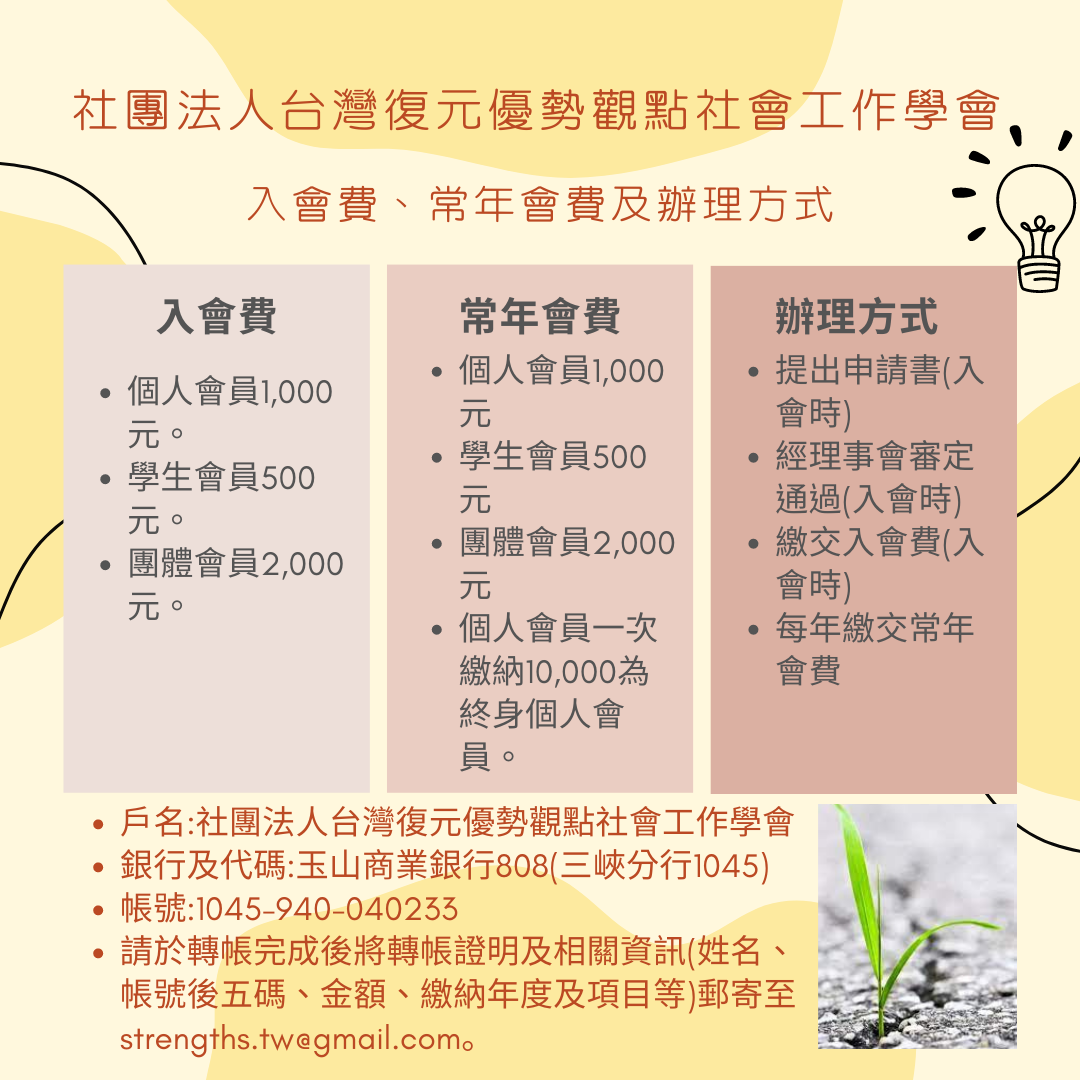 社團法人台灣復元優勢觀點社會工作學會
入會費、常年會費及辦理方式
入會費
個人會員1,000
元。
學生會員500
元。
團體會員2,000
元。
常年會費
個人會員1,000
元
學生會員500
元
團體會員2,000
元
個人會員一次
繳納10,000為
終身個人會
員。
辦理方式
提出申請書(入
會時)
經理事會審定
通過(入會時)
繳交入會費(入
會時)
每年繳交常年
會費
戶名:社團法人台灣復元優勢觀點社會工作學會
銀行及代碼:玉山商業銀行808(三峽分行1045)
帳號:1045-940-040233
請於轉帳完成後將轉帳證明及相關資訊(姓名、
帳號後五碼、金額、繳納年度及項目等)郵寄至
strengths.tw@gmail.com。